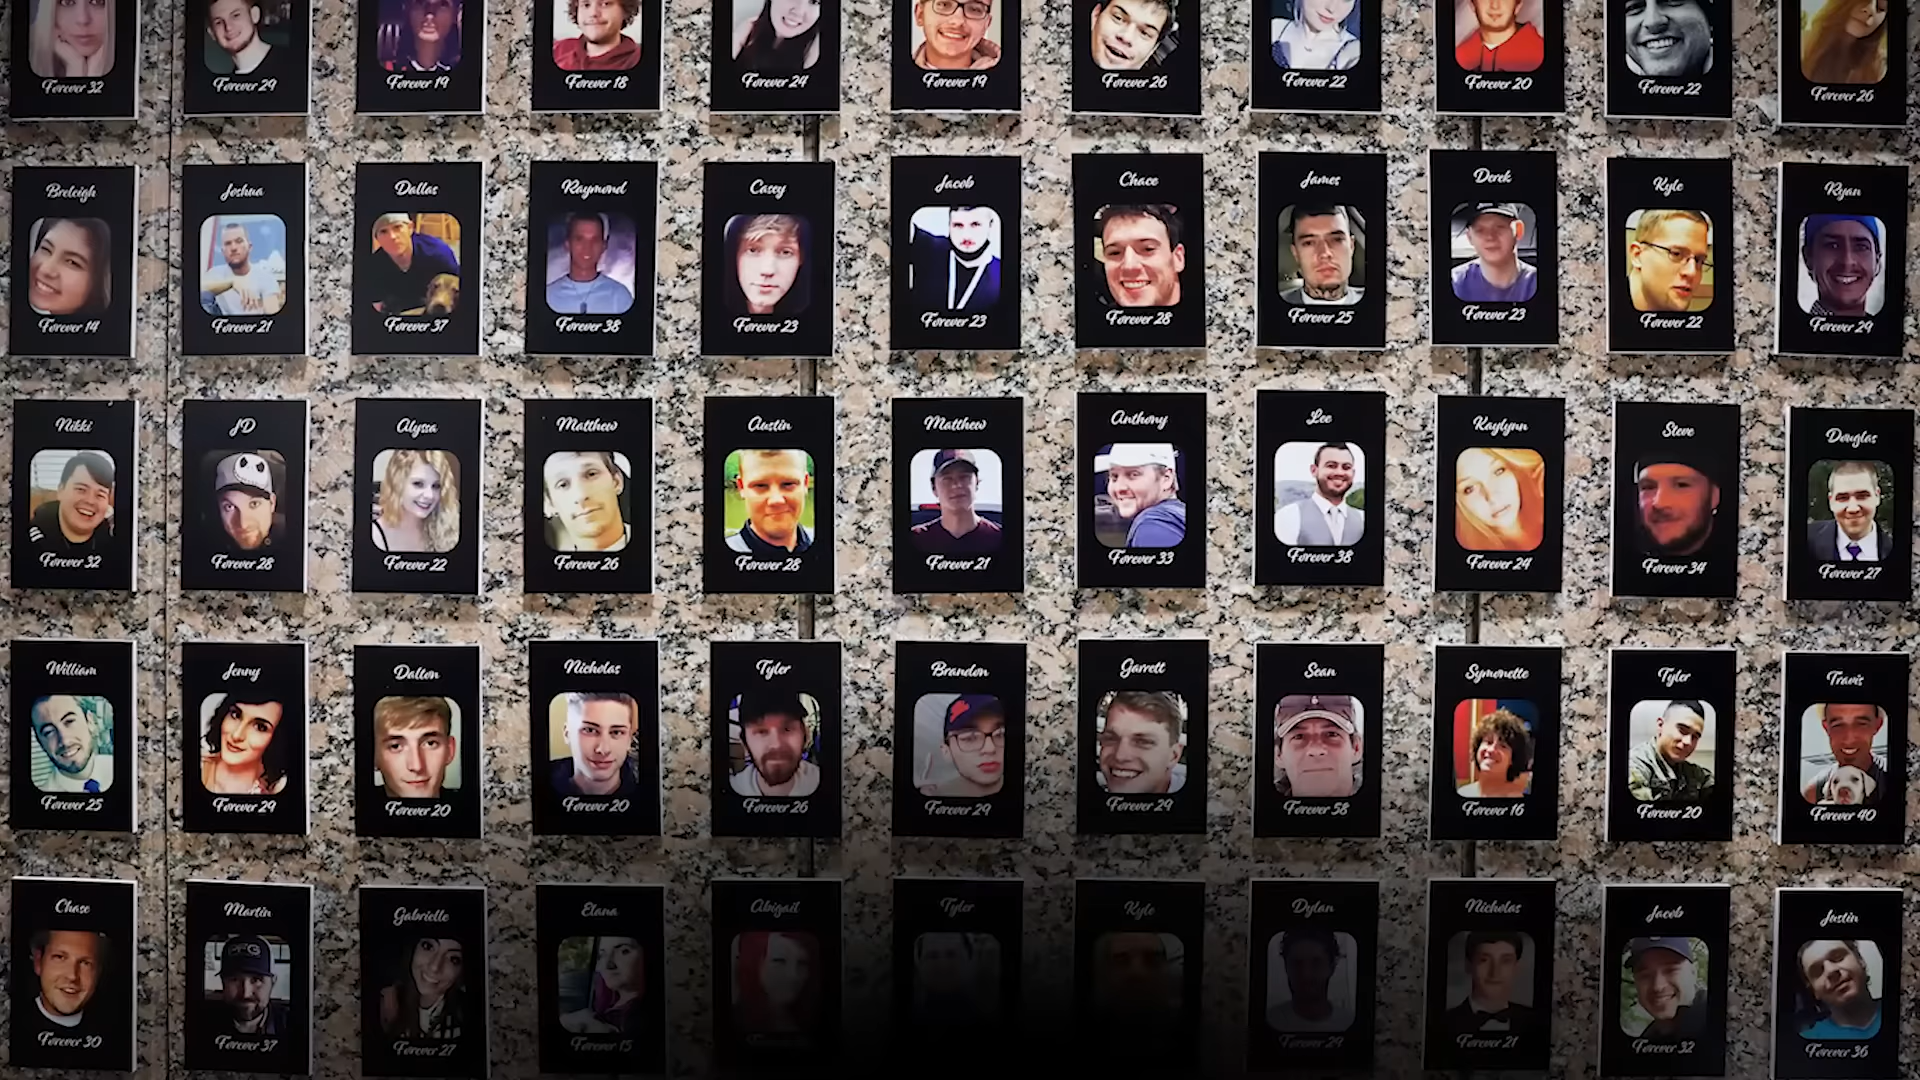 Forever 32
Forever 29
Forever 19
Forever 18
Forever 24
Forever 19
Forever 26
Forever 22
Forever 20
Forever 22
Forever 26
Breleigh
Forever 14
Joshua
Forever 21
Dallas
Forever 37
Raymond
Forever 38
Casey
Forever 23
Jacob
Forever 23
Chace
Forever 28
James
Forever 25
Derek
Forever 23
Kyle
Forever 22
Ryan
Forever 29
Nikki
Forever 32
JD
Forever 28
Alyssa
Forever 22
Matthew
Forever 26
Austin
Forever 28
Matthew
Forever 21
Anthony
Forever 33
Lee
Forever 38
Kaylynn
Forever 24
Steve
Forever 34
Douglas
Forever 27
William
Forever 25
Jenny
Forever 29
Dalton
Forever 20
Nicholas
Forever 20
Tyler
Forever 26
Brandon
Forever 29
Garrett
Forever 29
Sean
Forever 58
Symonette
Forever 16
Tyler
Forever 20
Travis
Forever 40
Chase
Forever 30
Martin
Forever 37
Gabrielle
Forever 27
Elana
Forever 15
Abigail
Tyler
Kyle
Dylan
Forever 29
Nicholas
Forever 21
Jacob
Forever 32
Justin
Forever 36